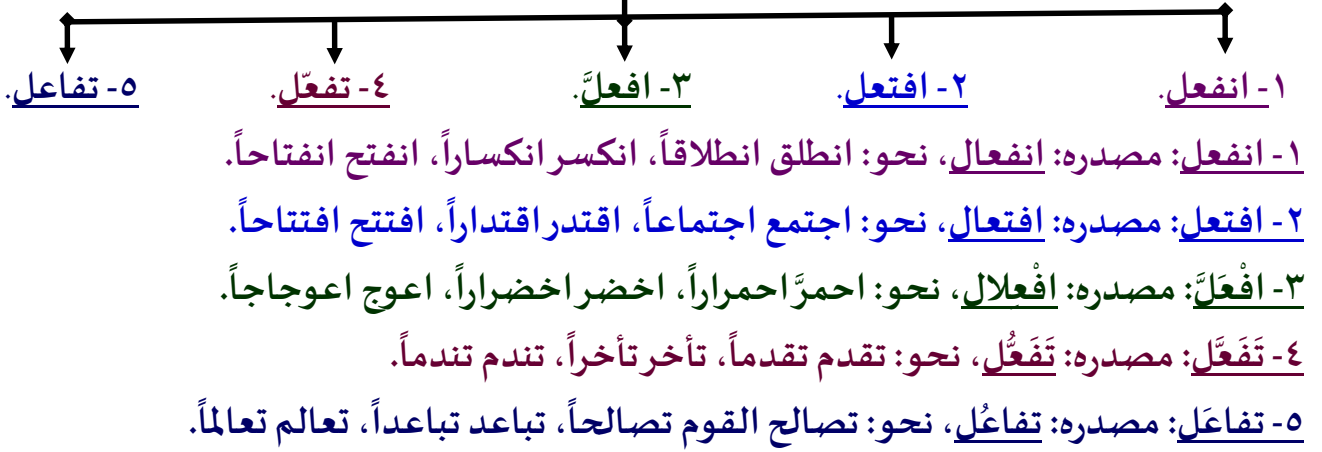 ١- انفعل. ٢- افتعل. ٣- افعلَّ. ٤- تفعّل. ٥- تفاعل.
١- انفعل: مصدره: انفعال، نحو: انطلق انطلاقاً، انكسر انكساراً، انفتح انفتاحاً.
٢- افتعل: مصدره: افتعال، نحو: اجتمع اجتماعاً، اقتدر اقتداراً، افتتح افتتاحاً.
٣- افْعَلَّ: مصدره: افْعِلال، نحو: احمرَّ احمراراً، اخضر اخضراراً، اعوج اعوجاجاً.
٤- تَفَعَّل: مصدره: تَفَعُّل، نحو: تقدم تقدماً، تأخر تأخراً، تندم تندماً.
٥- تفاعَل: مصدره: تفاعُل، نحو: تصالح القوم تصالحاً، تباعد تباعداً، تعالم تعالماً.